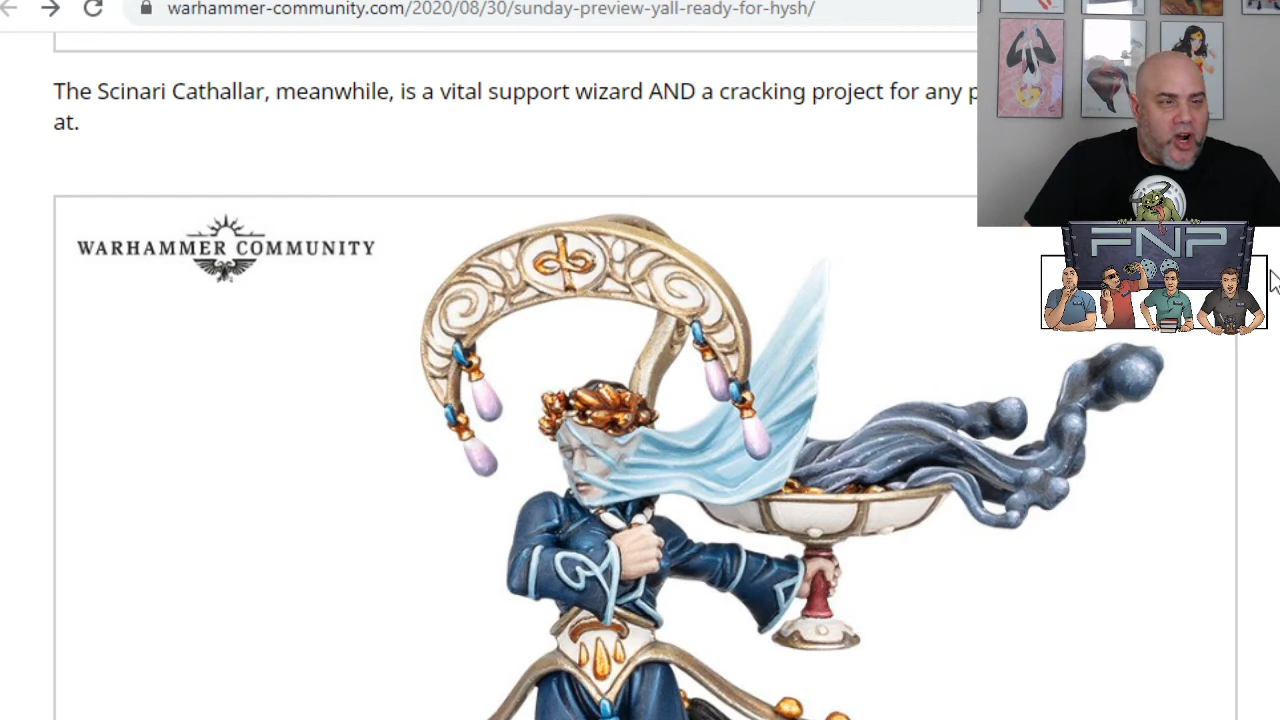 warhammer-community.com/2020/08/30/sunday-preview-yall-ready-for-hysh/
The Scinari Cathallar, meanwhile, is a vital support wizard AND a cracking project for any p
at.
WARHAMMER COMMUNITY
FNP